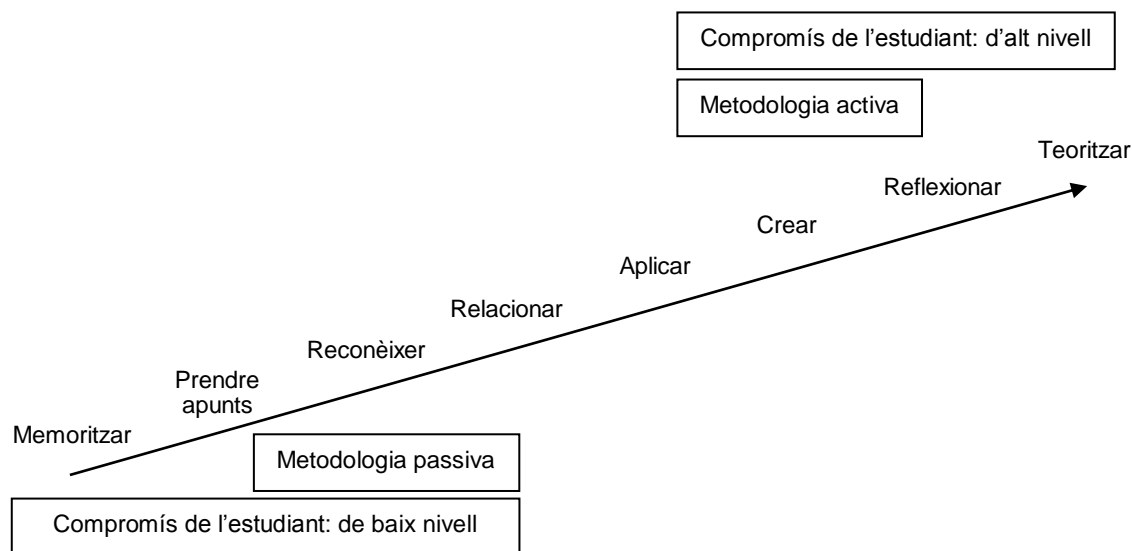 Compromís de l’estudiant: d’alt nivell
Metodologia activa
Teoritzar
Reflexionar
Crear
Aplicar
Relacionar
Reconèixer
Prendre
apunts
Memoritzar
Metodologia passiva
Compromís de l’estudiant: de baix nivell